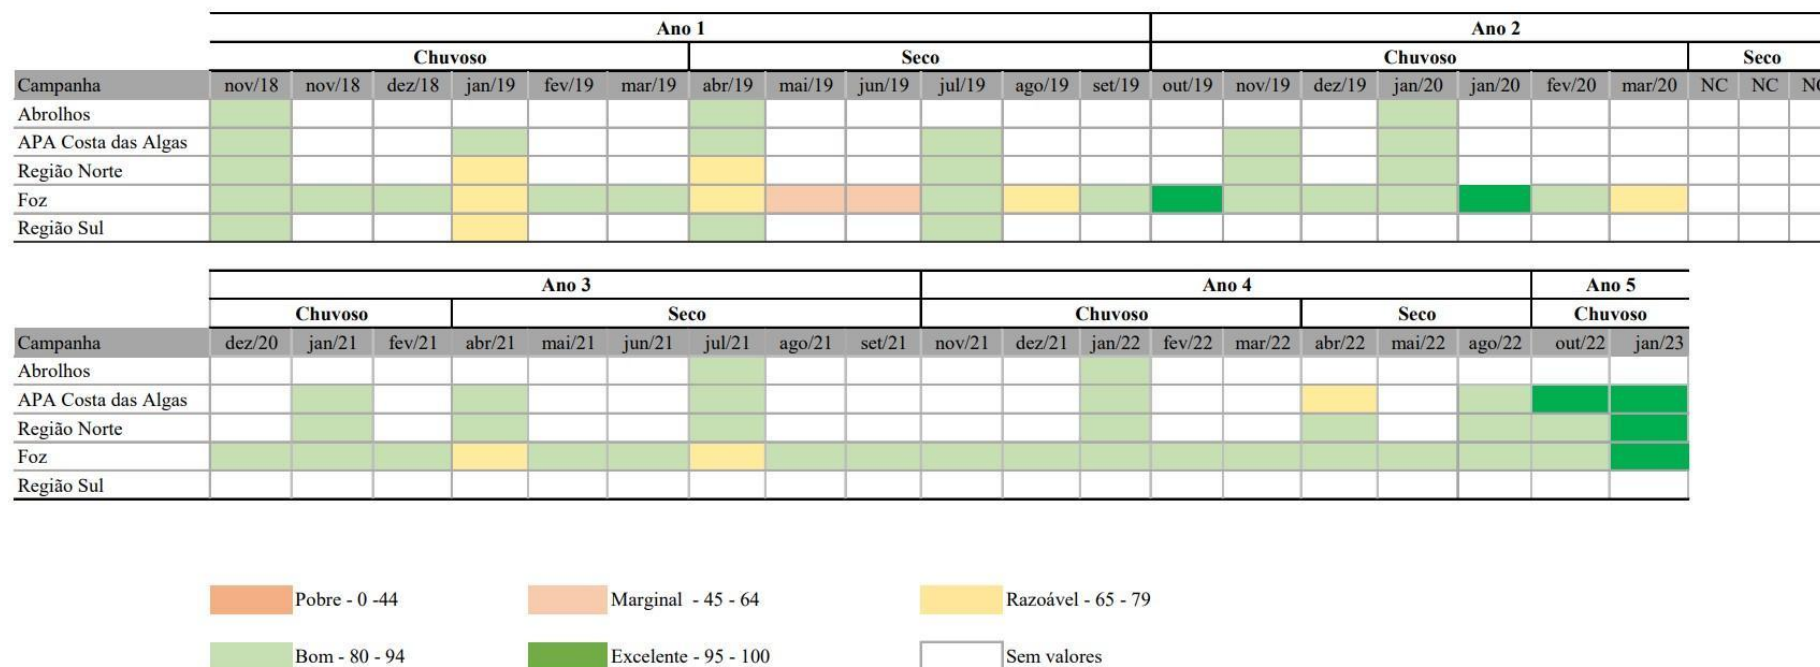 Ano 1 Ano 2
Chuvoso Seco Chuvoso Seco
Campanha nov/18 nov/18 dez/18 jan/19 fev/19 mar/19 abr/19 mai/19 jun/19 jul/19 ago/19 set/19 out/19 nov/19 dez/19 jan/20 jan/20 fev/20 mar/20 NC NC
Abrolhos
APA Costa das Algas
Região Norte
Foz
Região Sul
Ano 3 Ano 4 Ano 5
Chuvoso Seco Chuvoso Seco Chuvoso
Campanha dez/20 jan/21 fev/21 abr/21 mai/21 jun/21 jul/21 ago/21 set/21 nov/21 dez/21 jan/22 fev/22 mar/22 abr/22 mai/22 ago/22 out/22 jan/23
Abrolhos
APA Costa das Algas
Região Norte
Foz
Região Sul
Pobre - 0 -44 Marginal - 45 - 64 Razoável - 65 - 79
Bom - 80 - 94 Excelente - 95 - 100 Sem valores